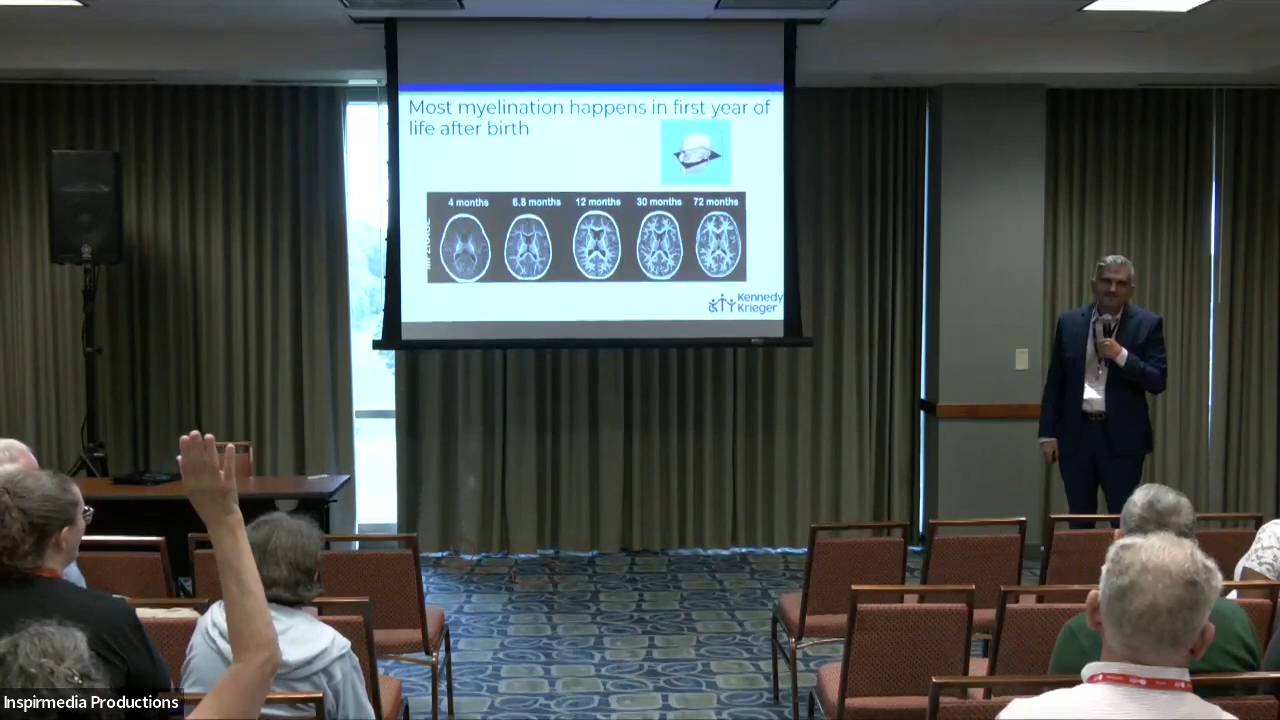 Most myelination happens in first year of
life after birth
4 months 6.8 months 12 months 30 months 72 months
Kennedy
Krieger
Inspirmedia Productions